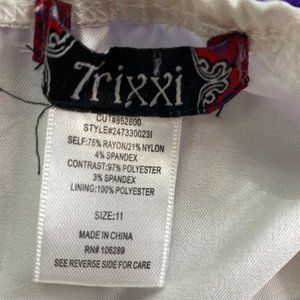 Trixxi
CUT#852600
STYLE#247330023I
SELF:75% RAYON/21% NYLON
4% SPANDEX
CONTRAST:97% POLYESTER
3% SPANDEX
LINING:100% POLYESTER
SIZE:11
MADE IN CHINA
RN# 106289
SEE REVERSE SIDE FOR CARE